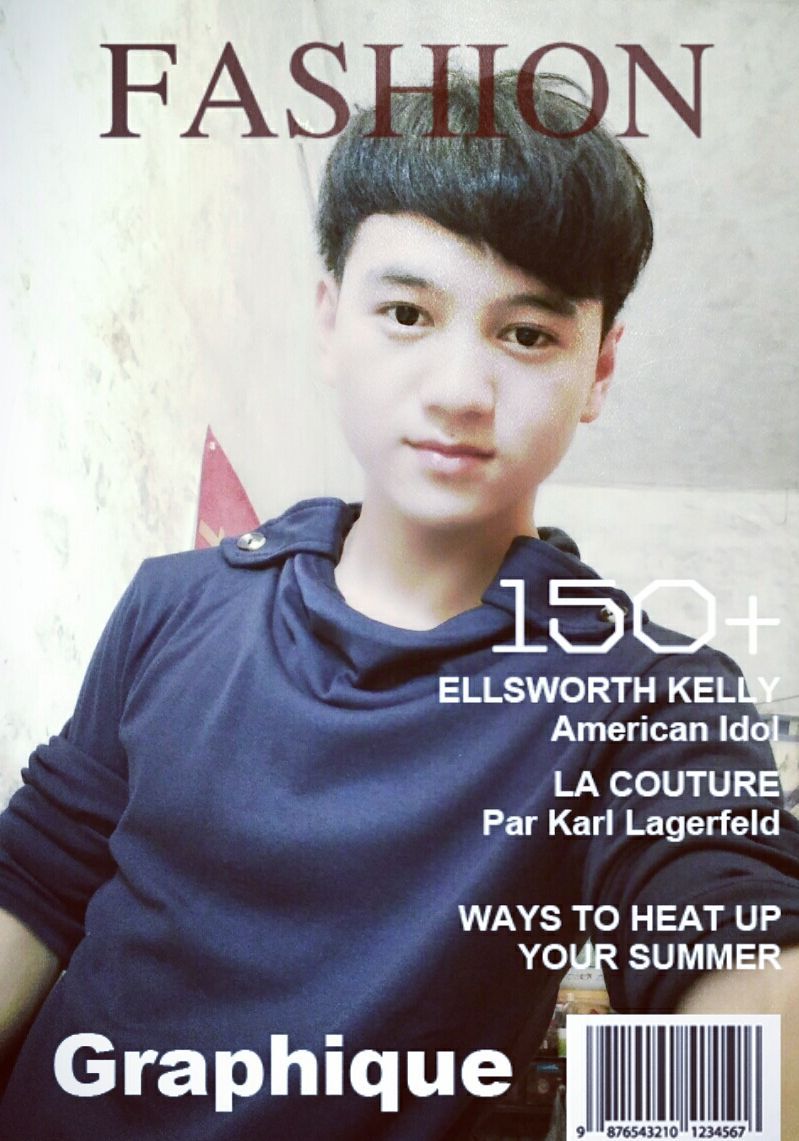 FASHION
150+
ELLSWORTH KELLY
American Idol
LA COUTURE
Par Karl Lagerfeld
WAYS TO HEAT UP
YOUR SUMMER
Graphique
9 876543210 1234567